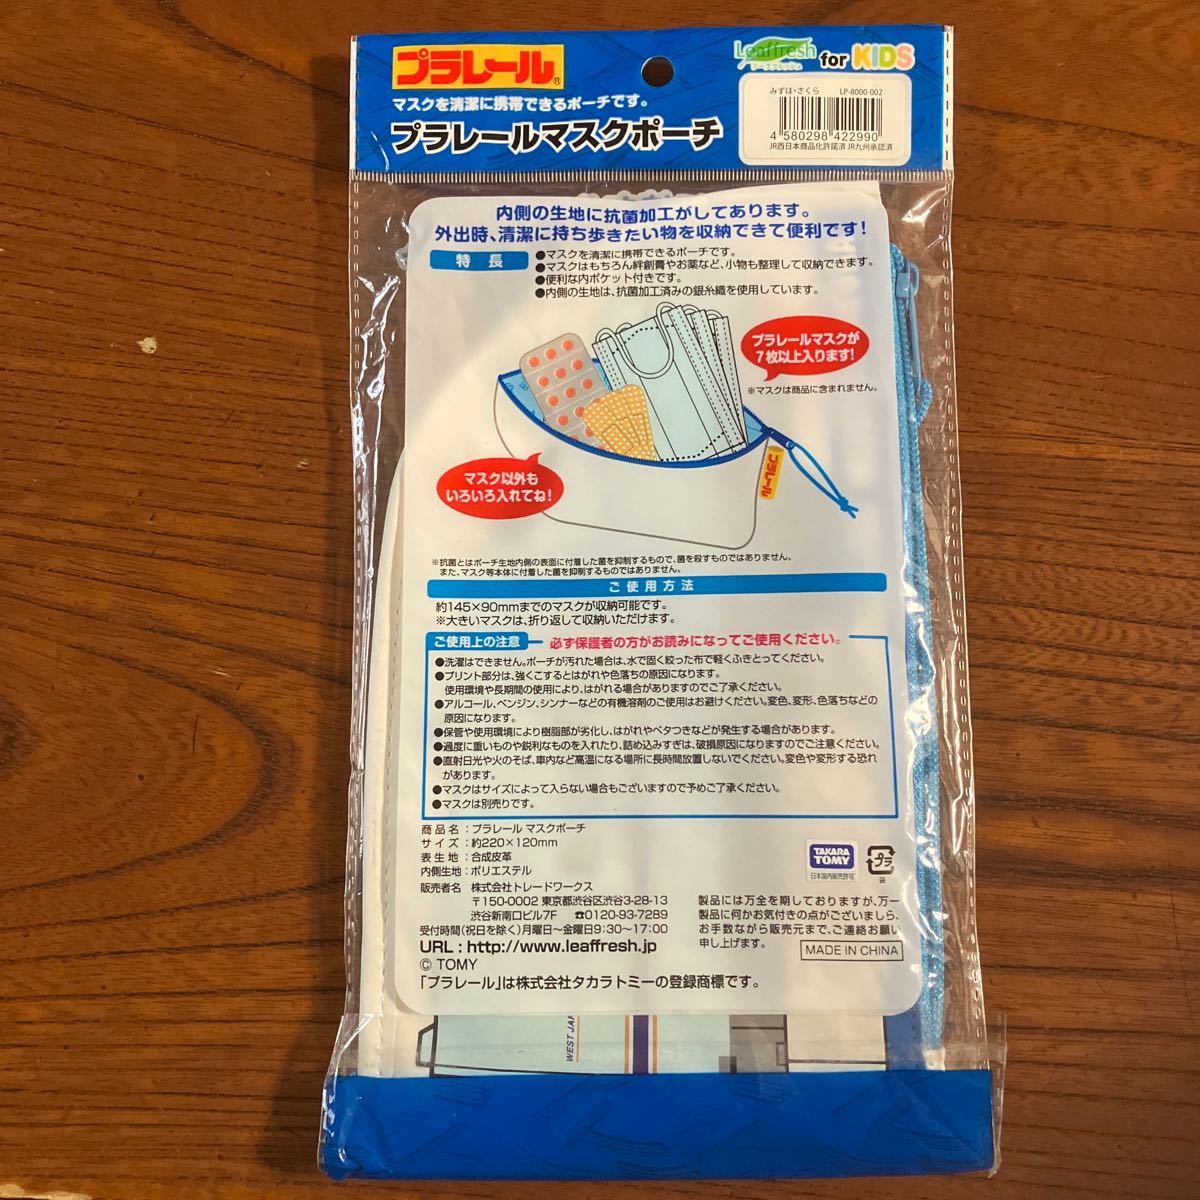 プラレール®
マスクを清潔に携帯できるポーチです。
プラレールマスクポーチ
Leaffresh for KIDS
リーフフレッシュ
みずほ・さくら LP-8000-002
4 580298 422990
JR西日本商品化許諾済 JR九州承認済
内側の生地に抗菌加工がしてあります。
外出時、清潔に持ち歩きたい物を収納できて便利です!
特長
●マスクを清潔に携帯できるポーチです。
●マスクはもちろん絆創膏やお薬など、小物も整理して収納できます。
●便利な内ポケット付きです。
●内側の生地は、抗菌加工済みの銀糸織を使用しています。
プラレールマスクが
7枚以上入ります!
※マスクは商品に含まれません。
マスク以外も
いろいろ入れてね!
プラレール
※抗菌とはポーチ生地内側の表面に付着した菌を抑制するもので、菌を殺すものではありません。
また、マスク等本体に付着した菌を抑制するものではありません。
ご使用方法
約145×90mmまでのマスクが収納可能です。
※大きいマスクは、折り返して収納いただけます。
ご使用上の注意 必ず保護者の方がお読みになってご使用ください。
●洗濯はできません。ポーチが汚れた場合は、水で固く絞った布で軽くふきとってください。
●プリント部分は、強くこするとはがれや色落ちの原因になります。
使用環境や長期間の使用により、はがれる場合がありますのでご了承ください。
●アルコール、ベンジン、シンナーなどの有機溶剤のご使用はお避けください。変色、変形、色落ちなどの
原因になります。
●保管や使用環境により樹脂部が劣化し、はがれやベタつきなどが発生する場合があります。
●過度に重いものや鋭利なものを入れたり、詰め込みすぎは、破損原因になりますのでご注意ください。
●直射日光や火のそば、車内など高温になる場所に長時間放置しないでください。変色や変形する恐れ
があります。
●マスクはサイズによって入らない場合もございますので予めご了承ください。
●マスクは別売りです。
商品名:プラレール マスクポーチ
サイズ:約220×120mm
表生地:合成皮革
内側生地:ポリエステル
販売者名 株式会社トレードワークス
〒150-0002 東京都渋谷区渋谷3-28-13
渋谷新南口ビル7F ☎0120-93-7289
受付時間(祝日を除く)月曜日〜金曜日9:30〜17:00
URL : http://www.leaffresh.jp
© TOMY
「プラレール」は株式会社タカラトミーの登録商標です。
TAKARA
TOMY
日本国内販売許可
プラ
袋
製品には万全を期しておりますが、万一
製品に何かお気付きの点がございましたら、
お手数ながら販売元まで、ご連絡お願い
申し上げます。
MADE IN CHINA
WEST JAP